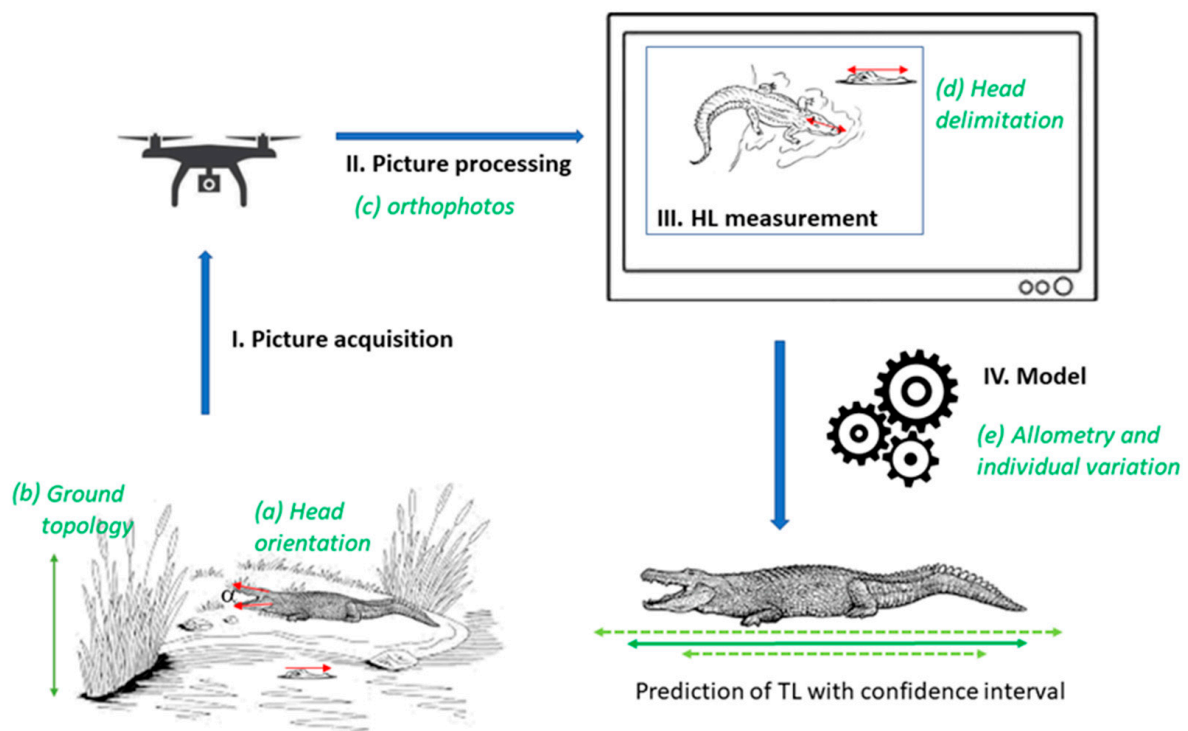 II. Picture processing
(c) orthophotos
(d) Head
delimitation
III. HL measurement
I. Picture acquisition
IV. Model
(e) Allometry and
individual variation
(b) Ground
topology
(a) Head
orientation
α
Prediction of TL with confidence interval